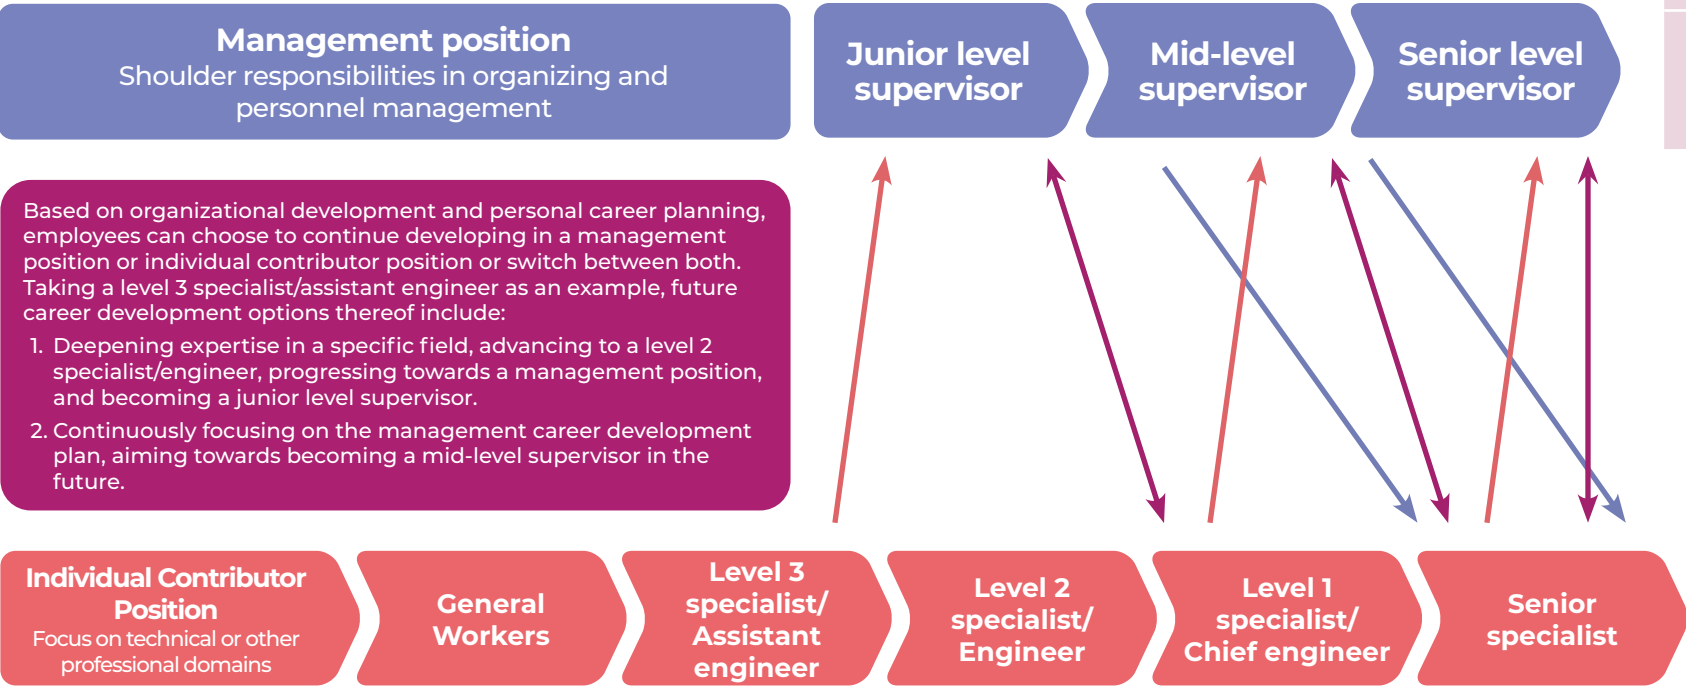 Management position
Shoulder responsibilities in organizing and
personnel management
Junior level
supervisor
Mid-level
supervisor
Senior level
supervisor
Based on organizational development and personal career planning,
employees can choose to continue developing in a management
position or individual contributor position or switch between both.
Taking a level 3 specialist/assistant engineer as an example, future
career development options thereof include:
1. Deepening expertise in a specific field, advancing to a level 2
specialist/engineer, progressing towards a management position,
and becoming a junior level supervisor.
2. Continuously focusing on the management career development
plan, aiming towards becoming a mid-level supervisor in the
future.
Individual Contributor
Position
Focus on technical or other
professional domains
General
Workers
Level 3
specialist/
Assistant
engineer
Level 2
specialist/
Engineer
Level 1
specialist/
Chief engineer
Senior
specialist